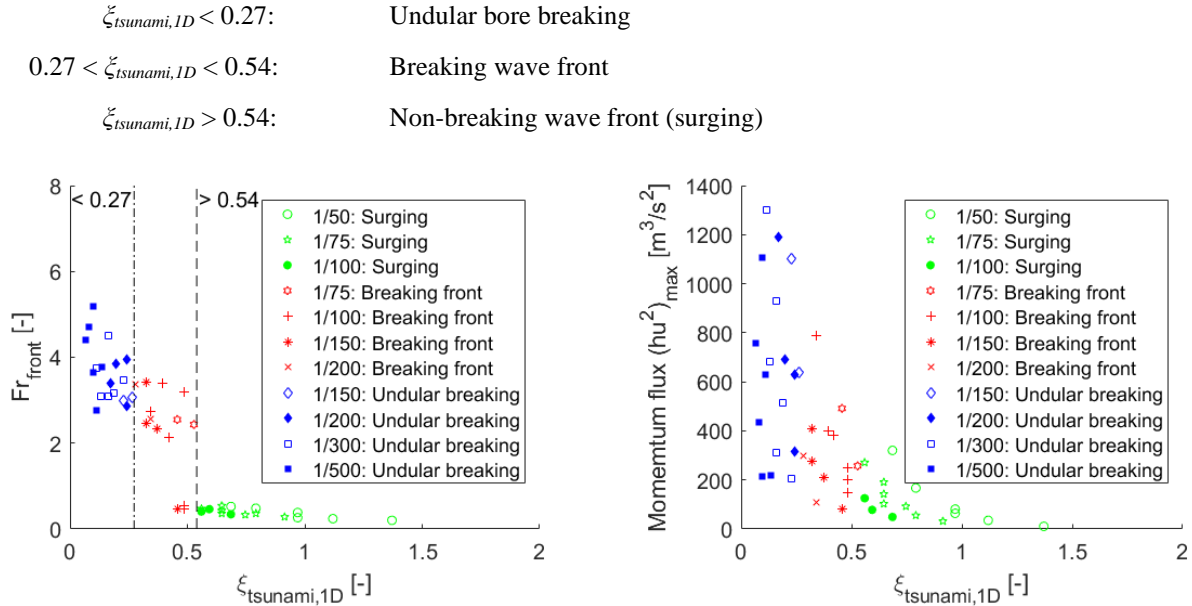 ξtsunami,1D < 0.27: Undular bore breaking
0.27 < ξtsunami,1D < 0.54: Breaking wave front
ξtsunami,1D > 0.54: Non-breaking wave front (surging)
8
6
4
2
0
Frfront [-]
< 0.27
> 0.54
1/50: Surging
1/75: Surging
1/100: Surging
1/75: Breaking front
1/100: Breaking front
1/150: Breaking front
1/200: Breaking front
1/150: Undular breaking
1/200: Undular breaking
1/300: Undular breaking
1/500: Undular breaking
0 0.5 1 1.5 2
ξtsunami,1D [-]
1400
1200
1000
800
600
400
200
0
Momemtum flux (hu²)max [m³/s²]
1/50: Surging
1/75: Surging
1/100: Surging
1/75: Breaking front
1/100: Breaking front
1/150: Breaking front
1/200: Breaking front
1/150: Undular breaking
1/200: Undular breaking
1/300: Undular breaking
1/500: Undular breaking
0 0.5 1 1.5 2
ξtsunami,1D [-]